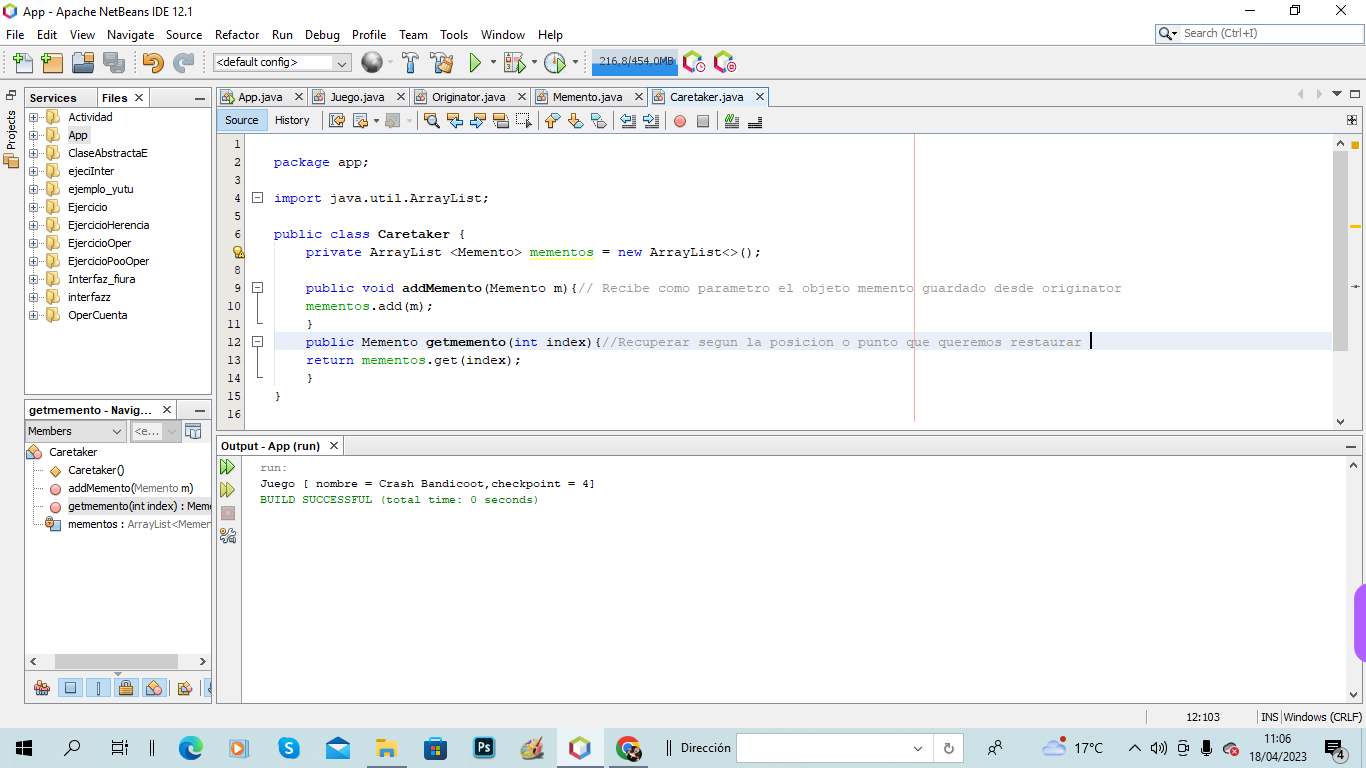 App - Apache NetBeans IDE 12.1
File Edit View Navigate Source Refactor Run Debug Profile Team Tools Window Help
Search (Ctrl+I)
<default config>
216,8/454,0MB
Projects
Services Files
Actividad
App
ClaseAbstractaE
ejeciInter
ejemplo_yutu
Ejercicio
EjercicioHerencia
EjercicioOper
EjercicioPooOper
Interfaz_fiura
interfazz
OperCuenta
App.java Juego.java Originator.java Memento.java Caretaker.java
Source History
1
2 package app;
3
4 import java.util.ArrayList;
5
6 public class Caretaker {
private ArrayList <Memento> mementos = new ArrayList<>();
8
9 public void addMemento(Memento m){// Recibe como parametro el objeto memento guardado desde originator
10 mementos.add(m);
11 }
12 public Memento getmemento(int index){//Recuperar segun la posicion o punto que queremos restaurar
13 return mementos.get(index);
14 }
15 }
16
getmemento - Navig...
Members <e...
Caretaker
Caretaker()
addMemento(Memento m)
getmemento(int index) : Meme
mementos : ArrayList<Memen
Output - App (run)
run:
Juego [ nombre = Crash Bandicoot,checkpoint = 4]
BUILD SUCCESSFUL (total time: 0 seconds)
12:103 INS Windows (CRLF)
Ps
Dirección
17°C
11:06
18/04/2023
4